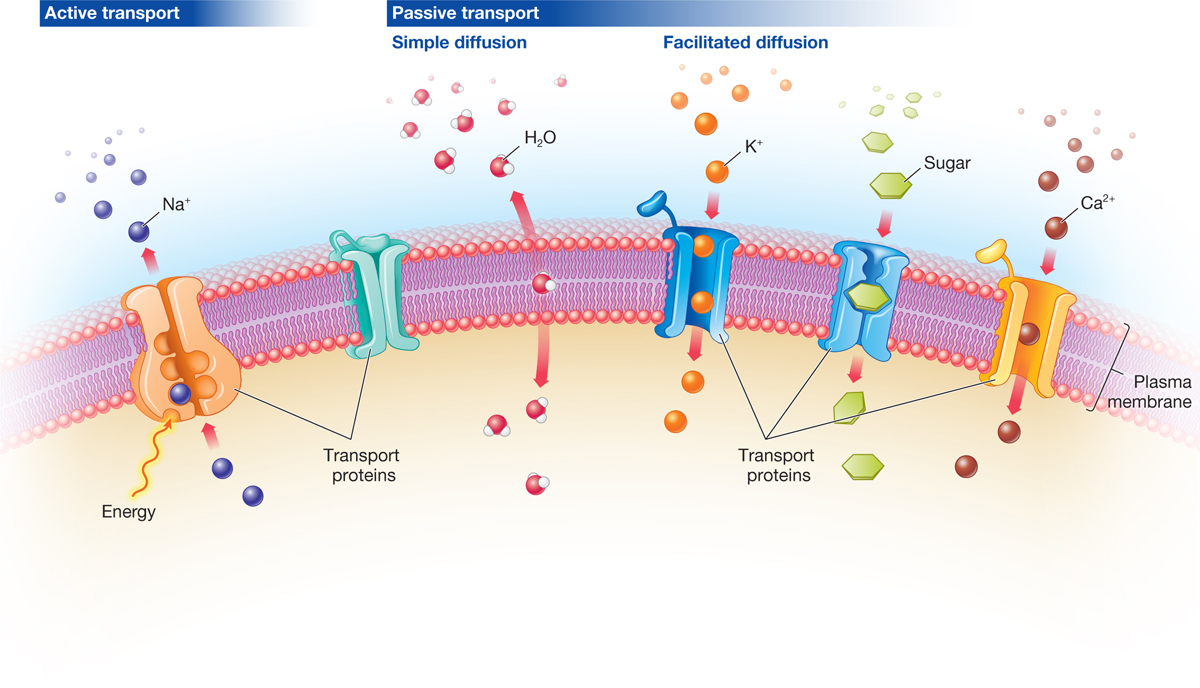 Active transport
Passive transport
Simple diffusion
Facilitated diffusion
H₂O
K⁺
Sugar
Na⁺
Ca²⁺
Plasma
membrane
Transport
proteins
Transport
proteins
Energy